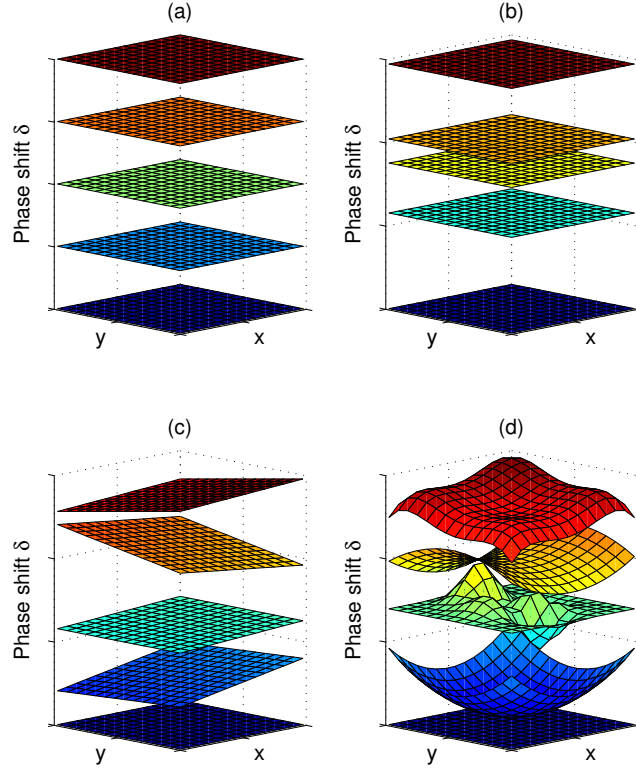 (a)
(b)
Phase shift δ
Phase shift δ
y
x
y
x
(c)
(d)
Phase shift δ
Phase shift δ
y
x
y
x